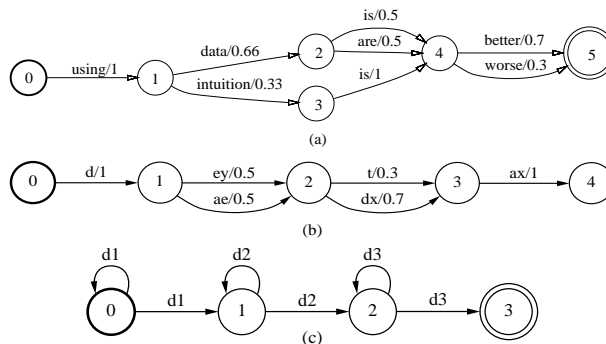 is/0.5
data/0.66 2 are/0.5 better/0.7
0 using/1 1 4 worse/0.3 5
intuition/0.33 is/1
3
(a)
0 d/1 1 ey/0.5 2 t/0.3 3 ax/1 4
ae/0.5 dx/0.7
(b)
d1 d2 d3
0 d1 1 d2 2 d3 3
(c)